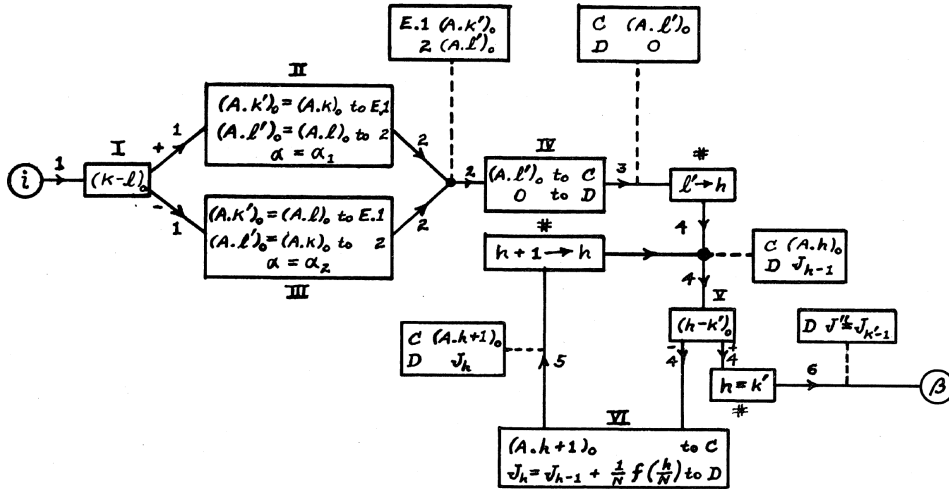 E.1 (A.k')₀
2 (A.l')₀
C (A.l')₀
D 0
II
(A.k')₀ = (A.k)₀ to E.1
(A.l')₀ = (A.l)₀ to 2
α = α₁
i
1
I
(k-l)₀
+
1
-
1
2
2
2
IV
(A.l')₀ to C
0 to D
3
#
l' → h
(A.k')₀ = (A.l)₀ to E.1
(A.l')₀ = (A.k)₀ to 2
α = α₂
III
#
h + 1 → h
4
C (A.h)₀
D J_{h-1}
4
V
(h-k')₀
-
4
+
4
C (A.h+1)₀
D J_h
5
D J''= J_{k'-1}
h = k'
#
6
β
VI
(A.h+1)₀ to C
J_h = J_{h-1} + 1/N f(h/N) to D